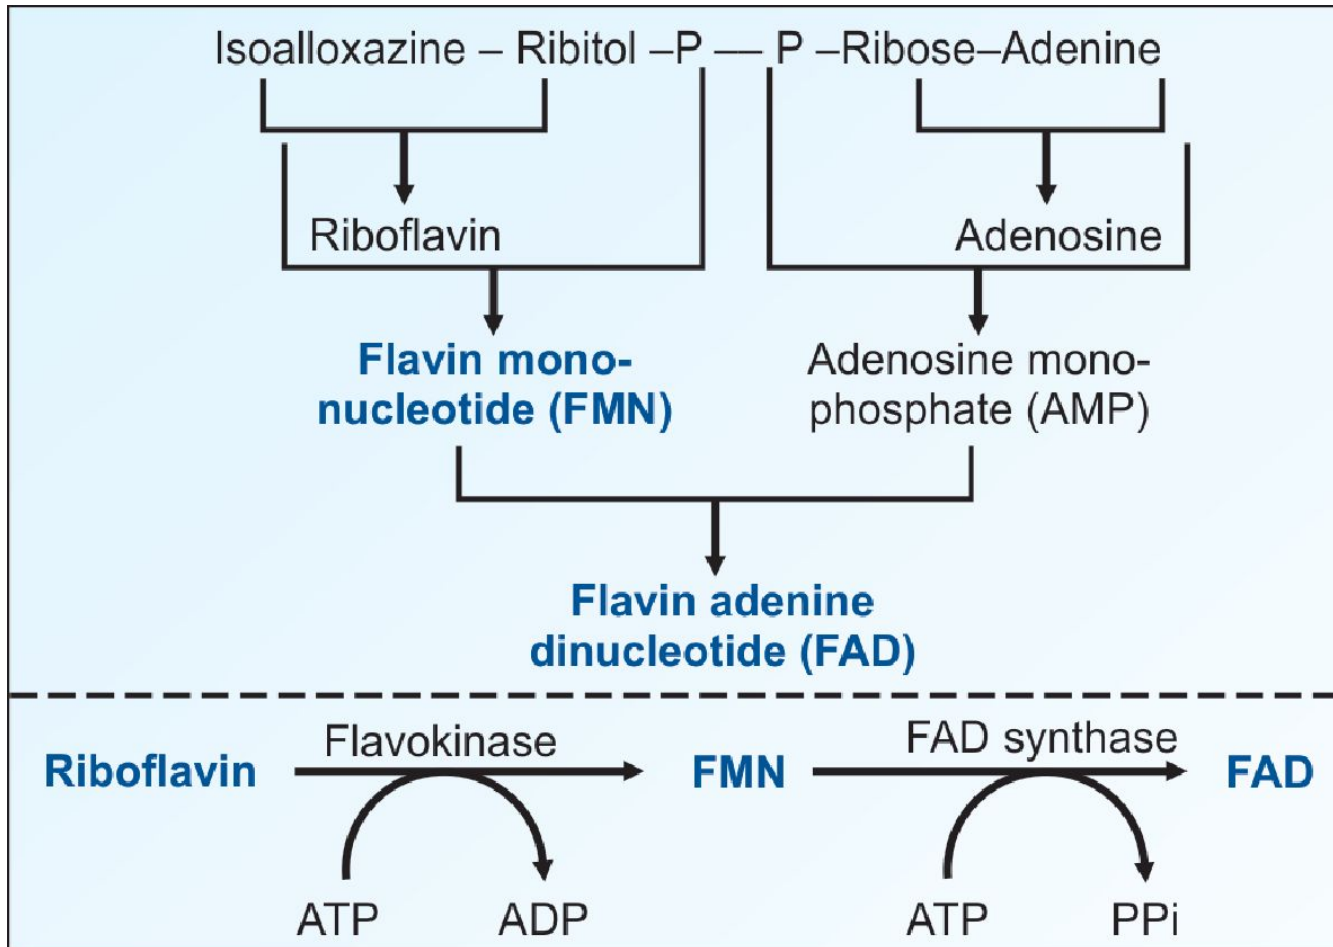 Isoalloxazine – Ribitol –P — P –Ribose–Adenine
Riboflavin
Adenosine
Flavin mono-
nucleotide (FMN)
Adenosine mono-
phosphate (AMP)
Flavin adenine
dinucleotide (FAD)
Riboflavin
Flavokinase
FMN
FAD synthase
FAD
ATP
ADP
ATP
PPi